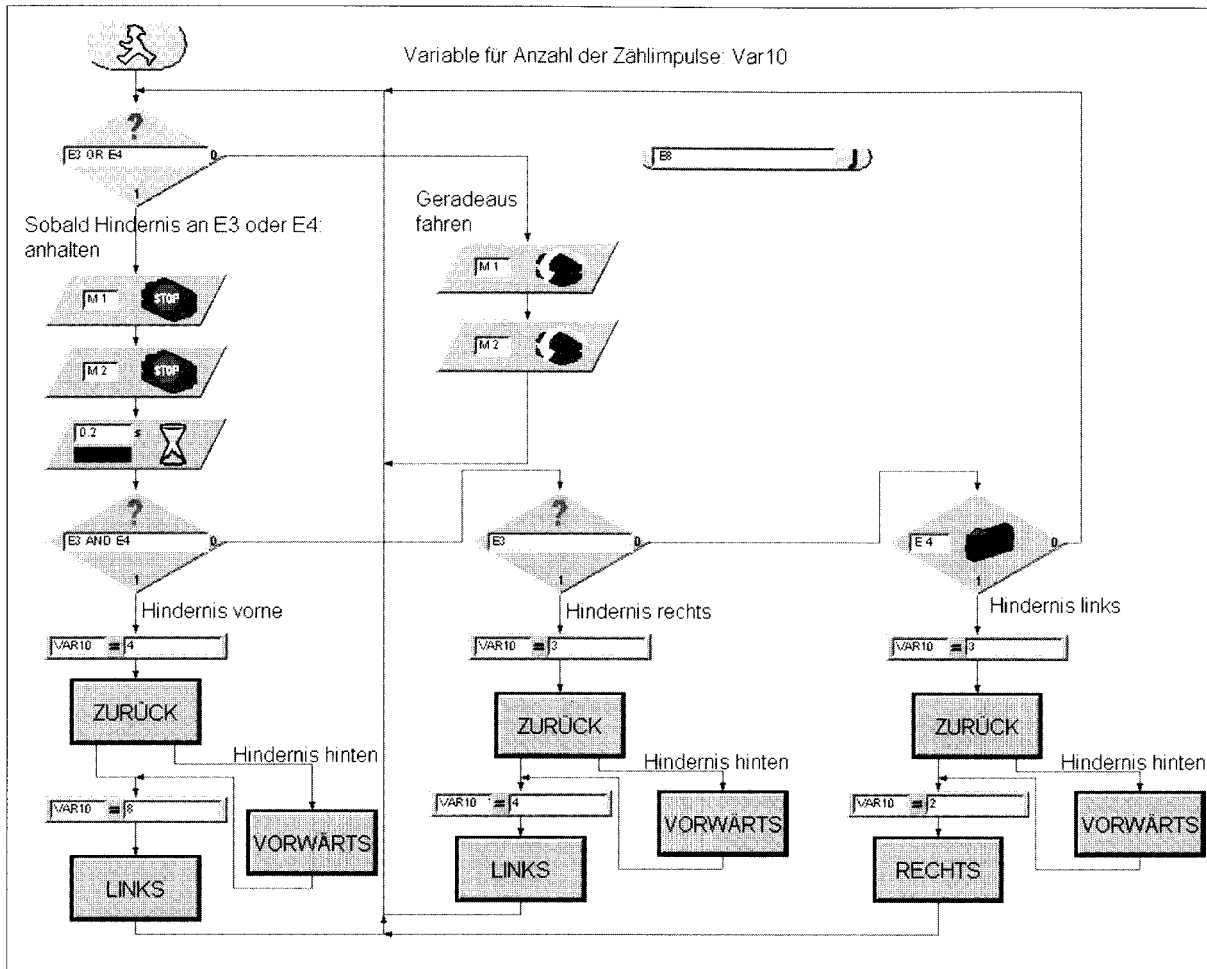 Variable für Anzahl der Zählimpulse: Var10
?
E3 OR E4
0
1
E8
Sobald Hindernis an E3 oder E4:
anhalten
Geradeaus
fahren
M 1
STOP
M 1
M 2
STOP
M 2
0.2 s
?
E3 AND E4
0
1
?
E3
0
1
E 4
0
1
Hindernis vorne
Hindernis rechts
Hindernis links
VAR10 = 4
VAR10 = 3
VAR10 = 3
ZURÜCK
ZURÜCK
ZURÜCK
Hindernis hinten
Hindernis hinten
Hindernis hinten
VAR10 = 8
VAR10 = 4
VAR10 = 2
VORWÄRTS
VORWÄRTS
VORWÄRTS
LINKS
LINKS
RECHTS